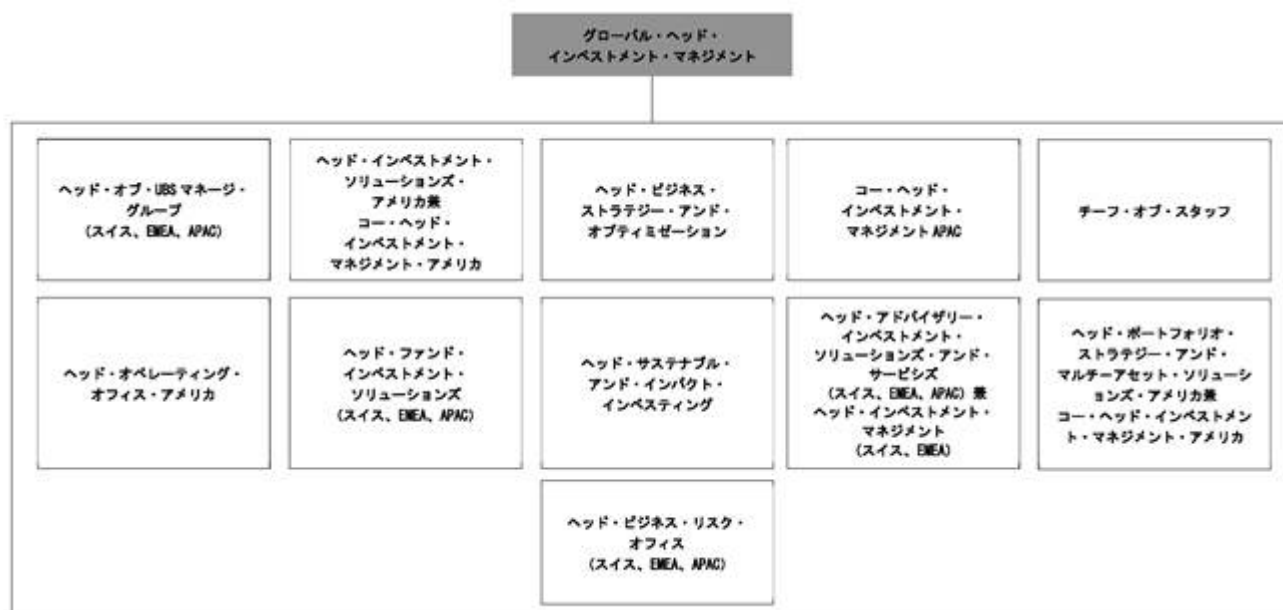 グローバル・ヘッド・
インベストメント・マネジメント
ヘッド・オブ・UBSマネージ・
グループ
(スイス、EMEA、APAC)
ヘッド・インベストメント・
ソリューションズ・
アメリカ兼
コー・ヘッド・
インベストメント・
マネジメント・アメリカ
ヘッド・ビジネス・
ストラテジー・アンド・
オプティミゼーション
コー・ヘッド・
インベストメント・
マネジメントAPAC
チーフ・オブ・スタッフ
ヘッド・オペレーティング・
オフィス・アメリカ
ヘッド・ファンド・
インベストメント・
ソリューションズ
(スイス、EMEA、APAC)
ヘッド・サステナブル・
アンド・インパクト・
インベスティング
ヘッド・アドバイザリー・
インベストメント・
ソリューションズ・アンド・
サービシズ
(スイス、EMEA、APAC)兼
ヘッド・インベストメント・
マネジメント
(スイス、EMEA)
ヘッド・ポートフォリオ・
ストラテジー・アンド・
マルチーアセット・ソリューシ
ョンズ・アメリカ兼
コー・ヘッド・インベストメン
ト・マネジメント・アメリカ
ヘッド・ビジネス・リスク・
オフィス
(スイス、EMEA、APAC)